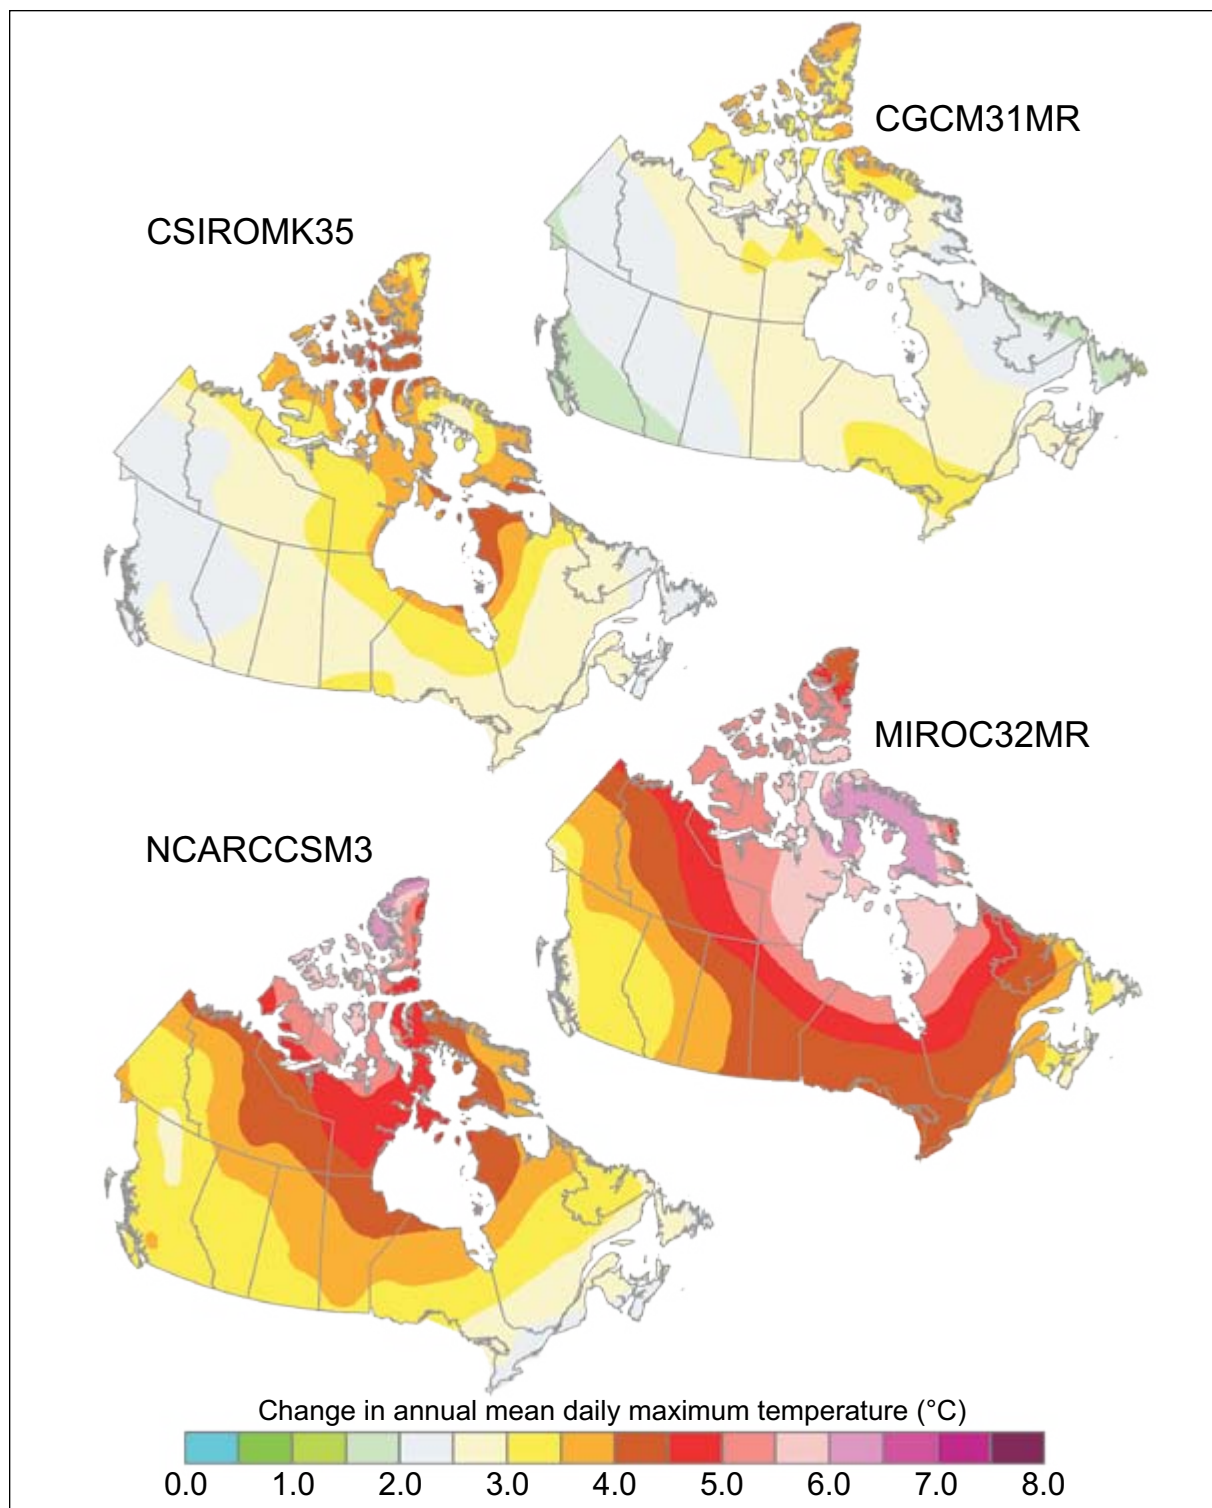 CGCM31MR
CSIROMK35
MIROC32MR
NCARCCSM3
Change in annual mean daily maximum temperature (°C)
0.0 1.0 2.0 3.0 4.0 5.0 6.0 7.0 8.0